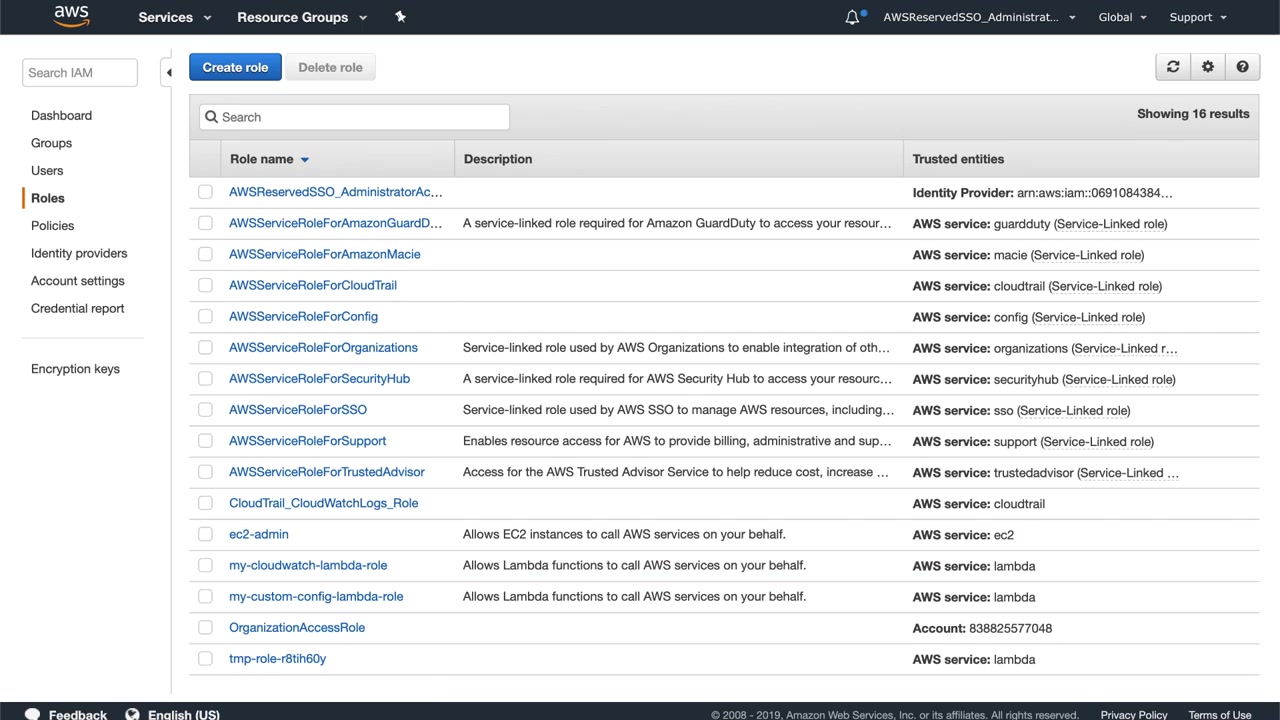 aws Services Resource Groups AWSReservedSSO_Administrat... Global Support
Search IAM
Dashboard
Groups
Users
Roles
Policies
Identity providers
Account settings
Credential report
Encryption keys
Create role Delete role
Search Showing 16 results
Role name Description Trusted entities
AWSReservedSSO_AdministratorAc... Identity Provider: arn:aws:iam::0691084384...
AWSServiceRoleForAmazonGuardD... A service-linked role required for Amazon GuardDuty to access your resour... AWS service: guardduty (Service-Linked role)
AWSServiceRoleForAmazonMacie AWS service: macie (Service-Linked role)
AWSServiceRoleForCloudTrail AWS service: cloudtrail (Service-Linked role)
AWSServiceRoleForConfig AWS service: config (Service-Linked role)
AWSServiceRoleForOrganizations Service-linked role used by AWS Organizations to enable integration of oth... AWS service: organizations (Service-Linked r...
AWSServiceRoleForSecurityHub A service-linked role required for AWS Security Hub to access your resourc... AWS service: securityhub (Service-Linked role)
AWSServiceRoleForSSO Service-linked role used by AWS SSO to manage AWS resources, including... AWS service: sso (Service-Linked role)
AWSServiceRoleForSupport Enables resource access for AWS to provide billing, administrative and sup... AWS service: support (Service-Linked role)
AWSServiceRoleForTrustedAdvisor Access for the AWS Trusted Advisor Service to help reduce cost, increase ... AWS service: trustedadvisor (Service-Linked ...
CloudTrail_CloudWatchLogs_Role AWS service: cloudtrail
ec2-admin Allows EC2 instances to call AWS services on your behalf. AWS service: ec2
my-cloudwatch-lambda-role Allows Lambda functions to call AWS services on your behalf. AWS service: lambda
my-custom-config-lambda-role Allows Lambda functions to call AWS services on your behalf. AWS service: lambda
OrganizationAccessRole Account: 838825577048
tmp-role-r8tih60y AWS service: lambda
Feedback English (US) © 2008 - 2019, Amazon Web Services, Inc. or its affiliates. All rights reserved. Privacy Policy Terms of Use